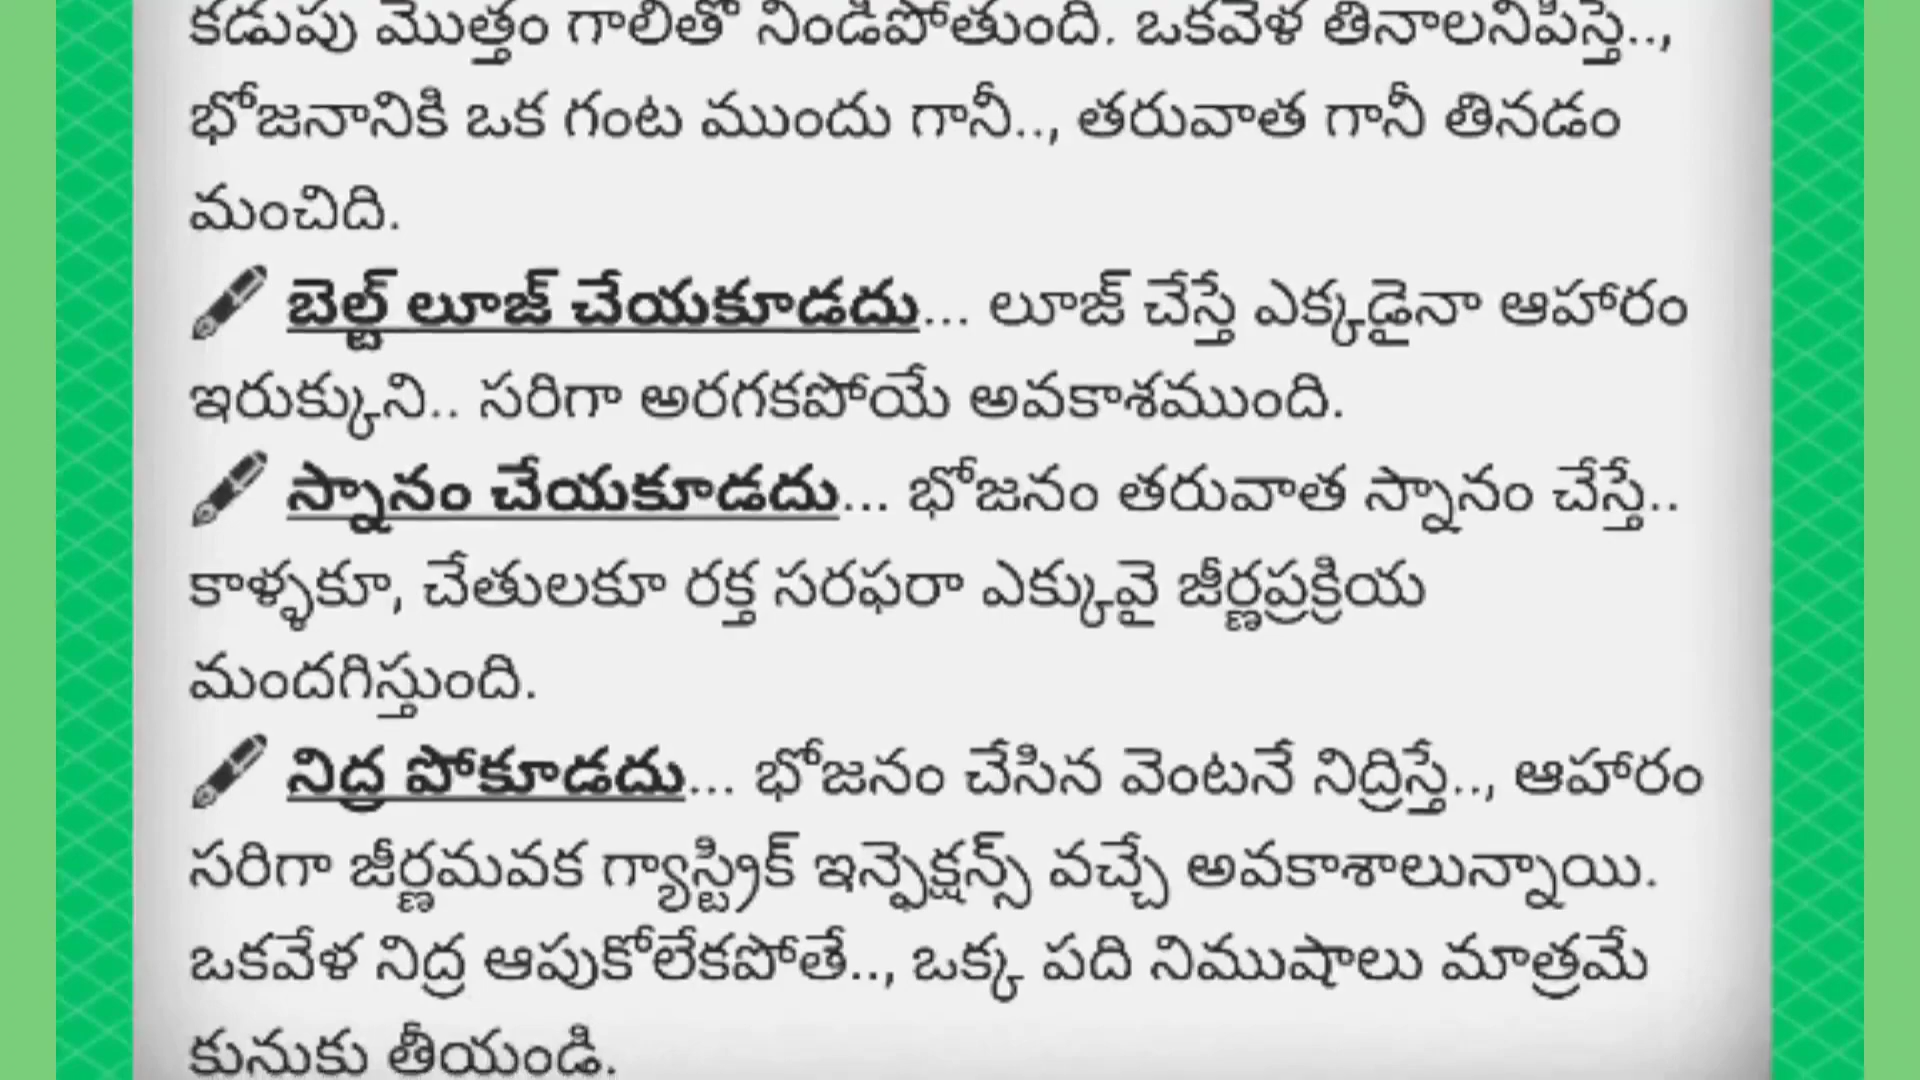 కడుపు మొత్తం గాలితో నిండిపోతుంది. ఒకవేళ తినాలనిపిస్తే..,
భోజనానికి ఒక గంట ముందు గానీ.., తరువాత గానీ తినడం
మంచిది.
బెల్ట్ లూజ్ చేయకూడదు... లూజ్ చేస్తే ఎక్కడైనా ఆహారం
ఇరుక్కుని.. సరిగా అరగకపోయే అవకాశముంది.
స్నానం చేయకూడదు... భోజనం తరువాత స్నానం చేస్తే..
కాళ్ళకూ, చేతులకూ రక్త సరఫరా ఎక్కువై జీర్ణప్రక్రియ
మందగిస్తుంది.
నిద్ర పోకూడదు... భోజనం చేసిన వెంటనే నిద్రిస్తే.., ఆహారం
సరిగా జీర్ణమవక గ్యాస్ట్రిక్ ఇన్ఫెక్షన్స్ వచ్చే అవకాశాలున్నాయి.
ఒకవేళ నిద్ర ఆపుకోలేకపోతే.., ఒక్క పది నిముషాలు మాత్రమే
కునుకు తీయండి.